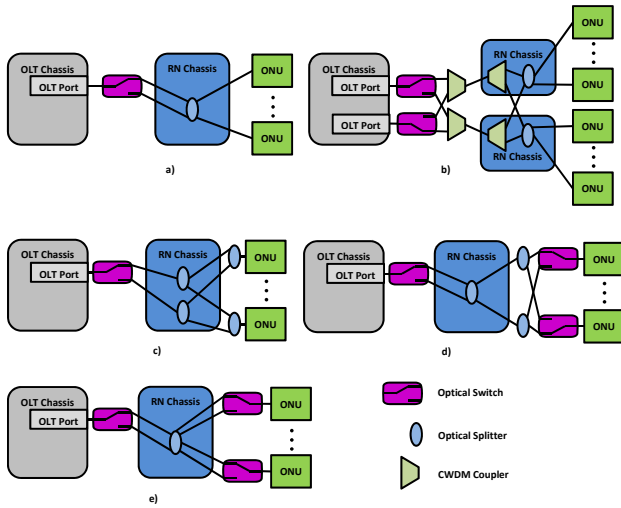 OLT Chassis
OLT Port
RN Chassis
ONU
ONU
a)
OLT Chassis
OLT Port
OLT Port
RN Chassis
RN Chassis
ONU
ONU
ONU
ONU
b)
OLT Chassis
OLT Port
RN Chassis
ONU
ONU
c)
OLT Chassis
OLT Port
RN Chassis
ONU
ONU
d)
OLT Chassis
OLT Port
RN Chassis
ONU
ONU
e)
Optical Switch
Optical Splitter
CWDM Coupler